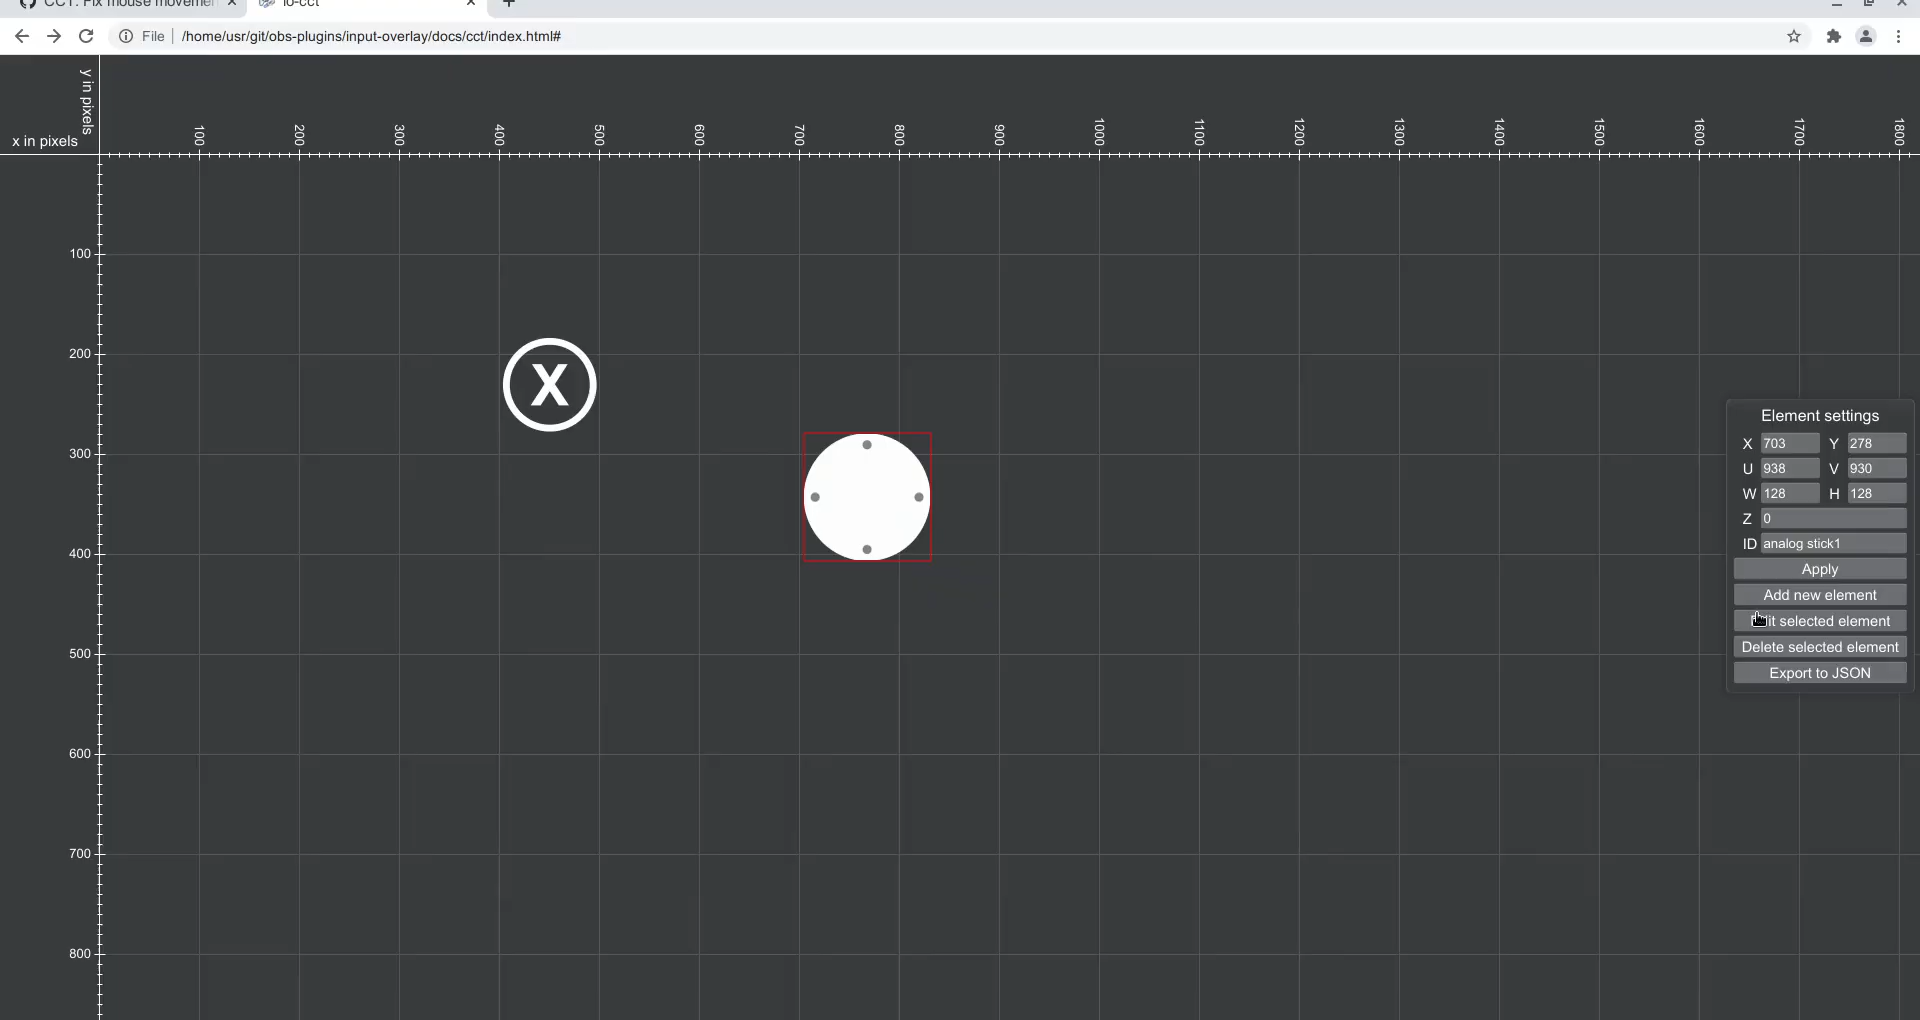 CCT: Fix mouse movemen
io-cct
File
/home/usr/git/obs-plugins/input-overlay/docs/cct/index.html#
y in pixels
x in pixels
100 200 300 400 500 600 700 800 900 1000 1100 1200 1300 1400 1500 1600 1700 1800
100
200
X
300
400
500
600
700
800
Element settings
X 703 Y 278
U 938 V 930
W 128 H 128
Z 0
ID analog stick1
Apply
Add new element
it selected element
Delete selected element
Export to JSON